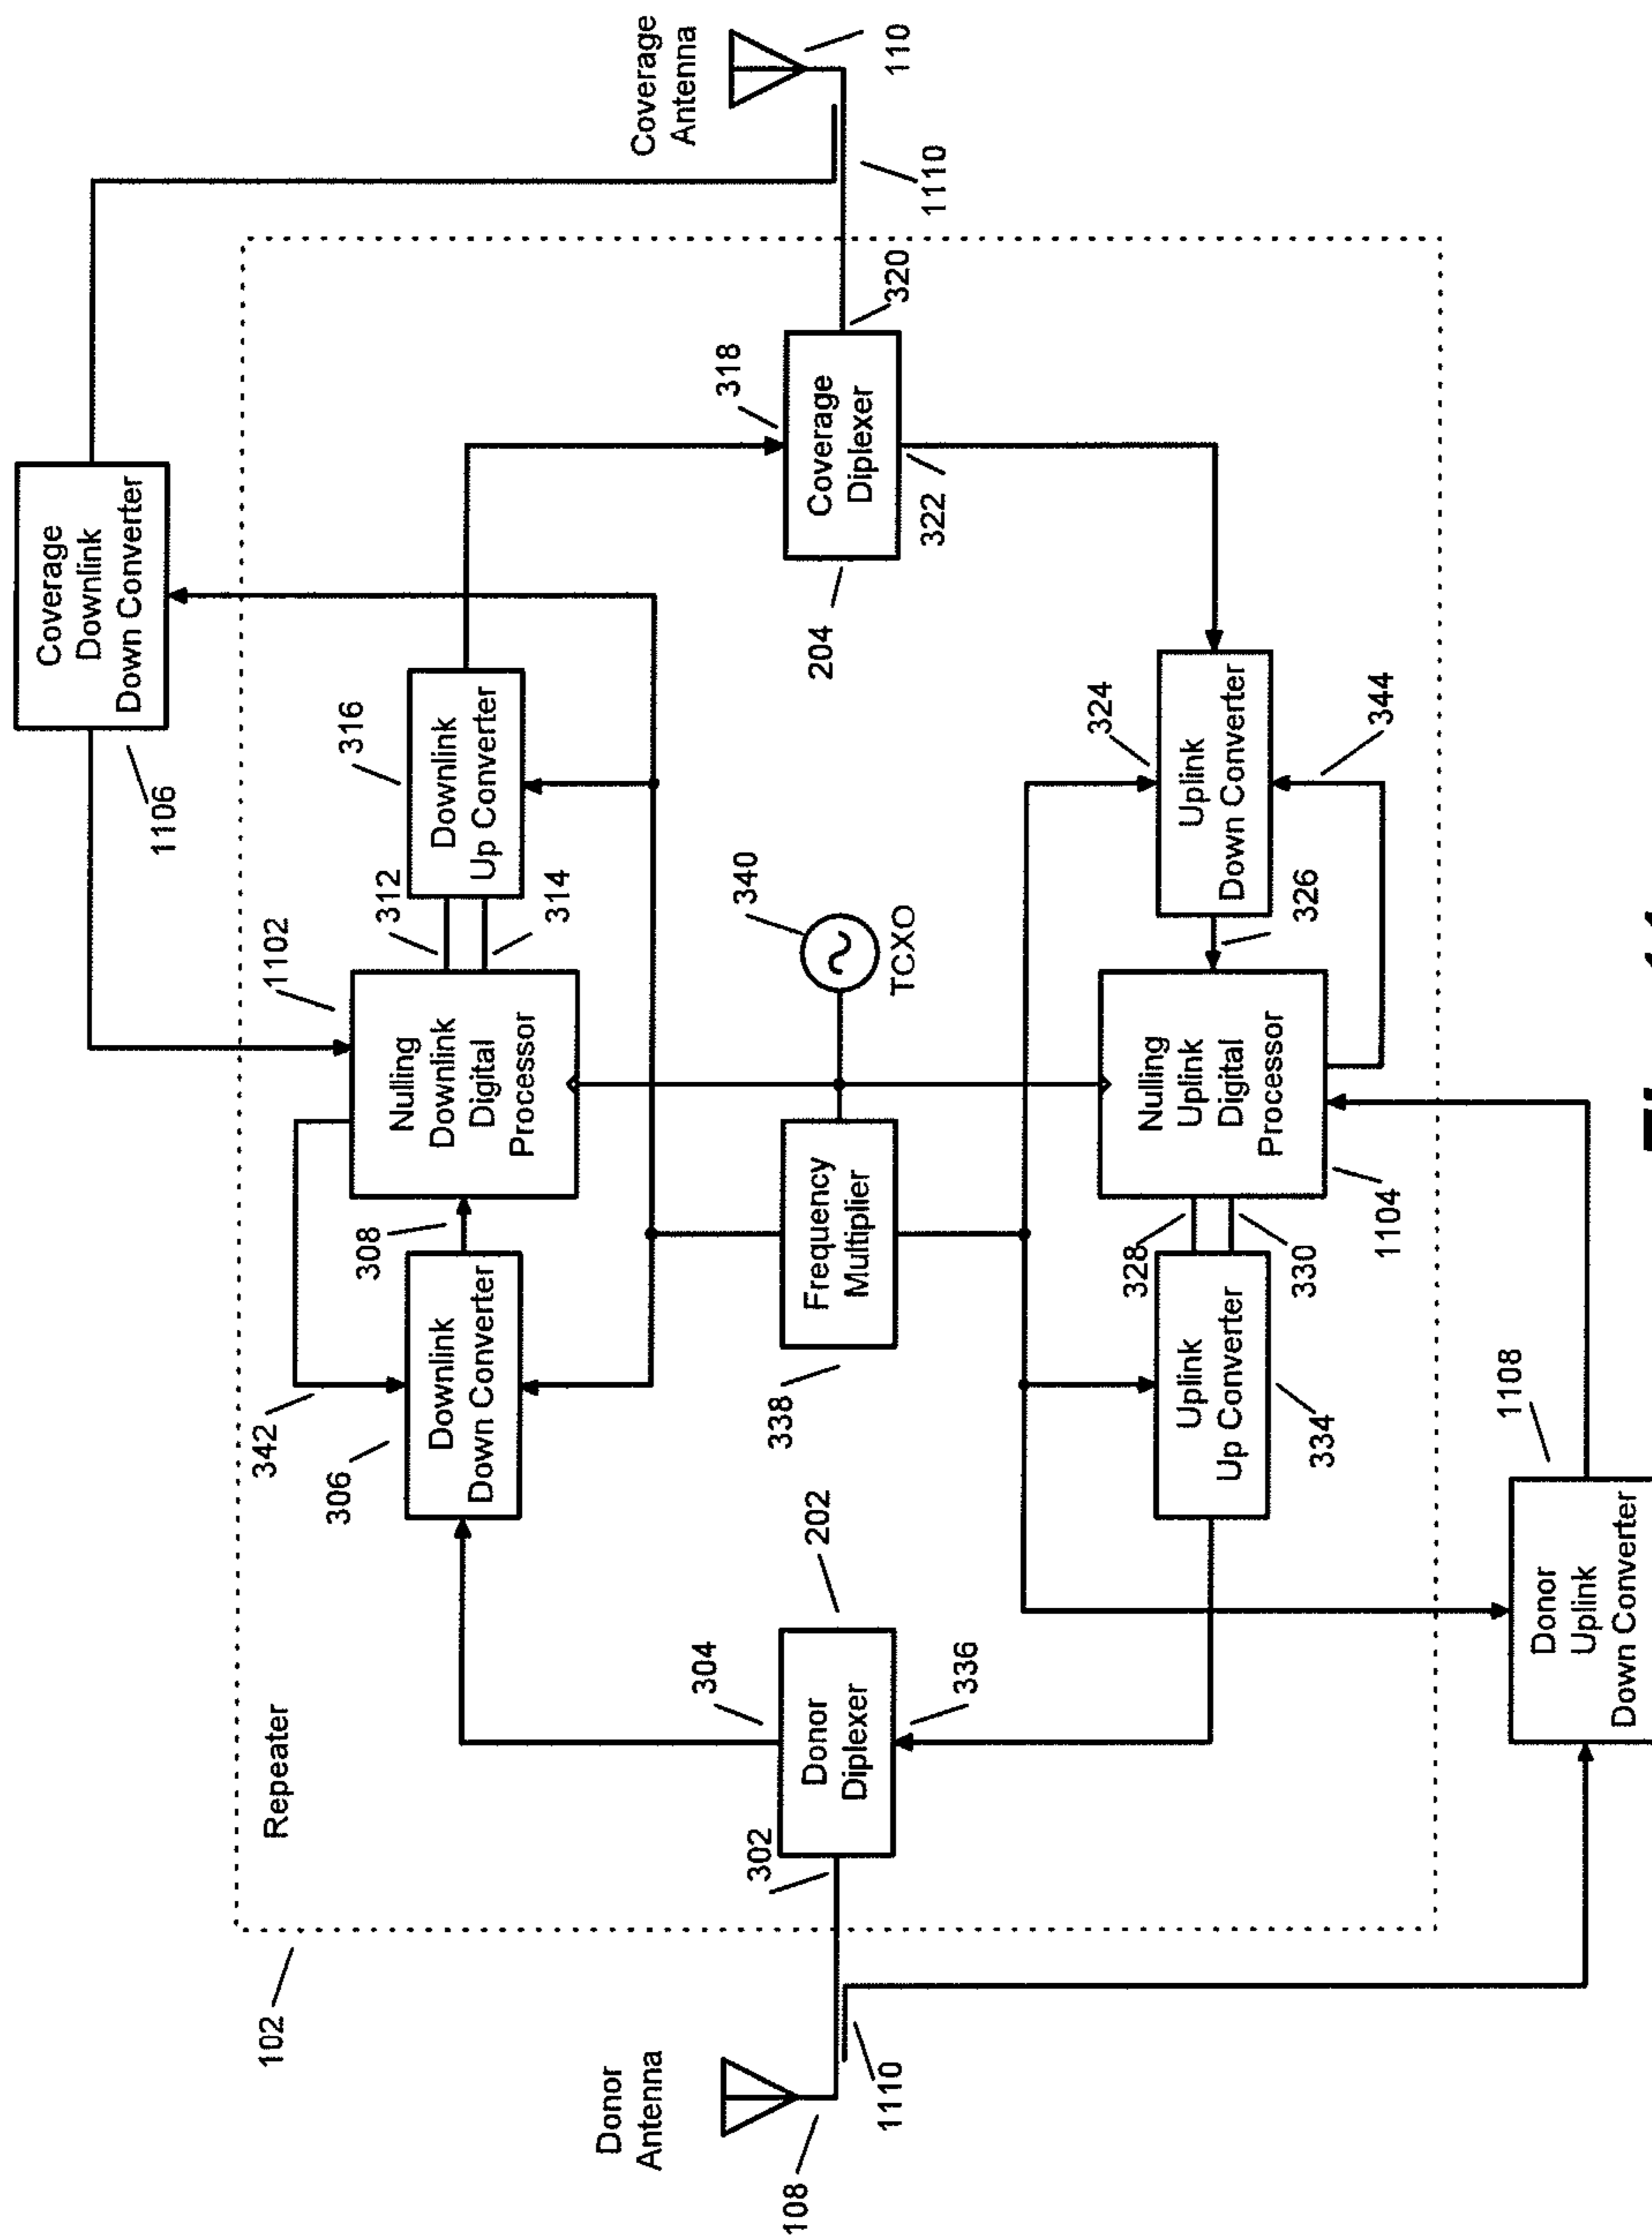 Coverage
Downlink
Down Converter
1106
Repeater
102
342
306
Downlink
Down Converter
308
1102
Nulling
Downlink
Digital
Processor
312
314
316
Downlink
Up Converter
Donor
Antenna
108
1110
302
304
Donor
Diplexer
202
336
338
Frequency
Multiplier
340
TCXO
318
Coverage
Diplexer
204
320
322
Coverage
Antenna
110
1110
328
330
Uplink
Up Converter
334
Nulling
Uplink
Digital
Processor
1104
324
326
Uplink
Down Converter
344
1108
Donor
Uplink
Down Converter